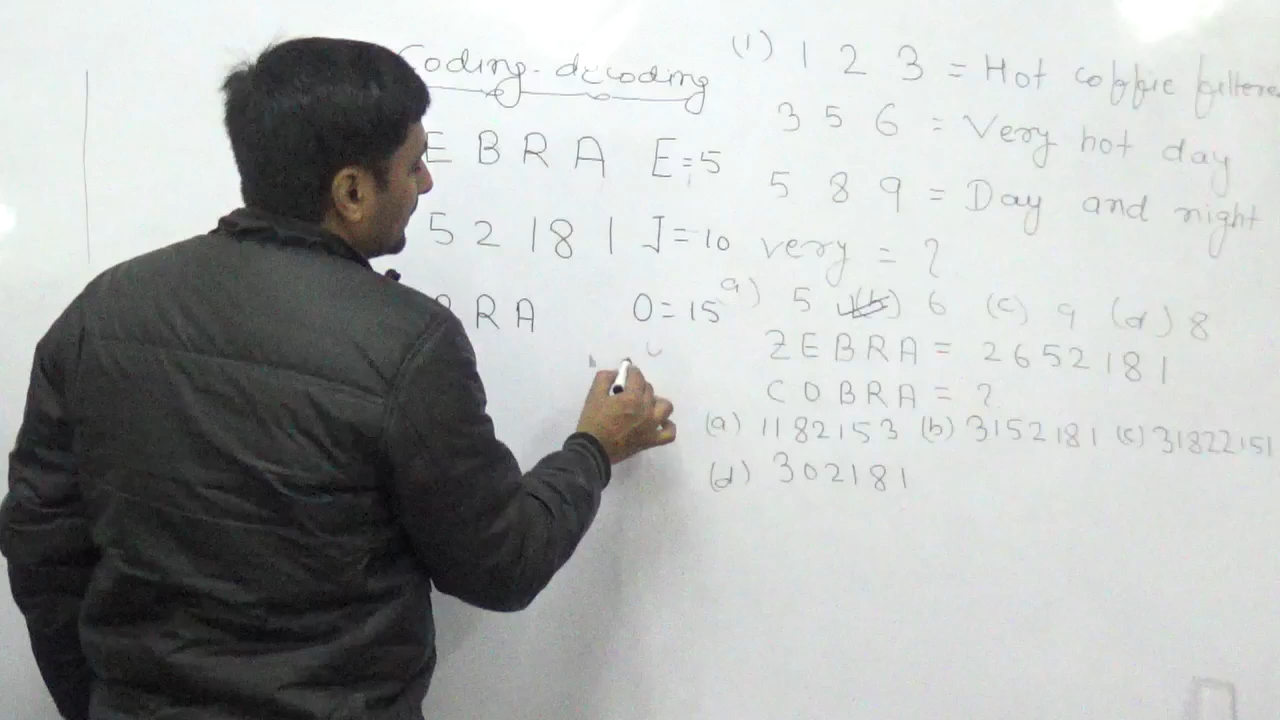 Coding-decoding
E B R A E=5
5 2 18 1 J=10
R A O=15
(1) 1 2 3 = Hot coffie filtere
3 5 6 = Very hot day
5 8 9 = Day and night
very = ?
a) 5 (b) 6 (c) 9 (d) 8
ZEBRA = 2652181
COBRA = ?
(a) 1182153 (b) 3152181 (c) 31822151
(d) 302181